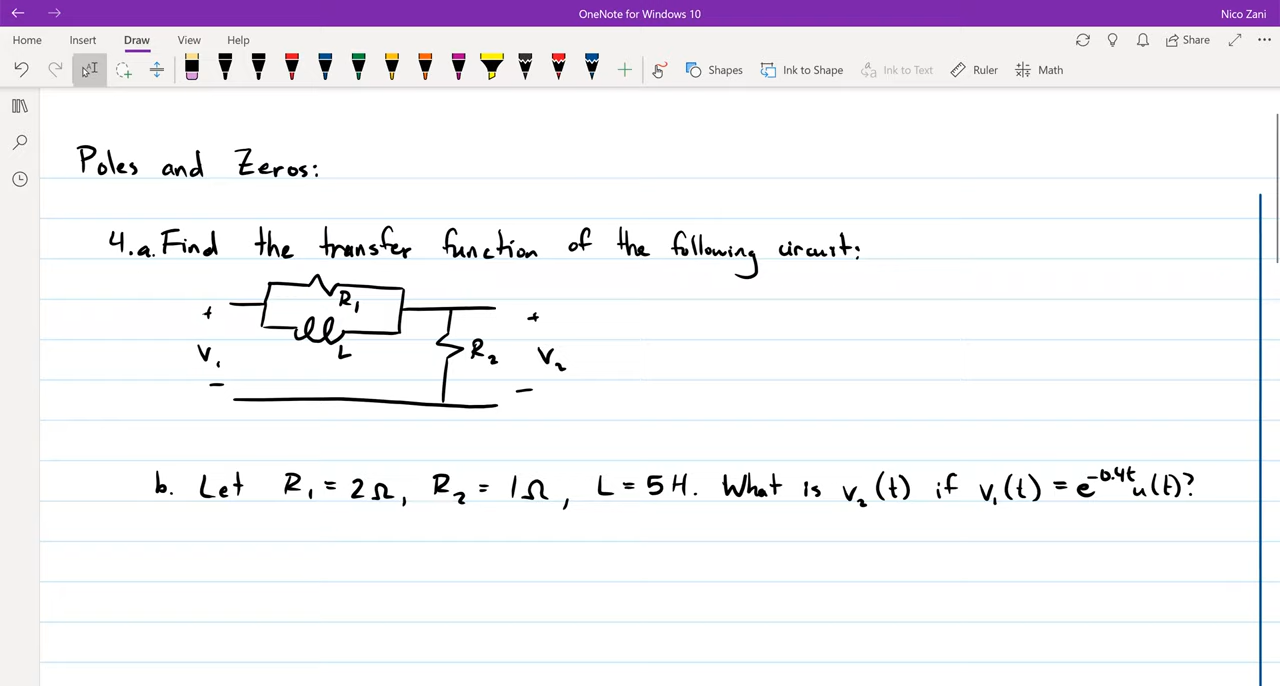 OneNote for Windows 10
Nico Zani
Home Insert Draw View Help
Share
Shapes Ink to Shape Ink to Text Ruler Math
Poles and Zeros:
4.a. Find the transfer function of the following circuit:
R₁
+ +
L
V₁ R₂ V₂
− −
b. Let R₁ = 2Ω, R₂ = 1Ω, L = 5H. What is v₂(t) if v₁(t) = e^-0.4t u(t)?